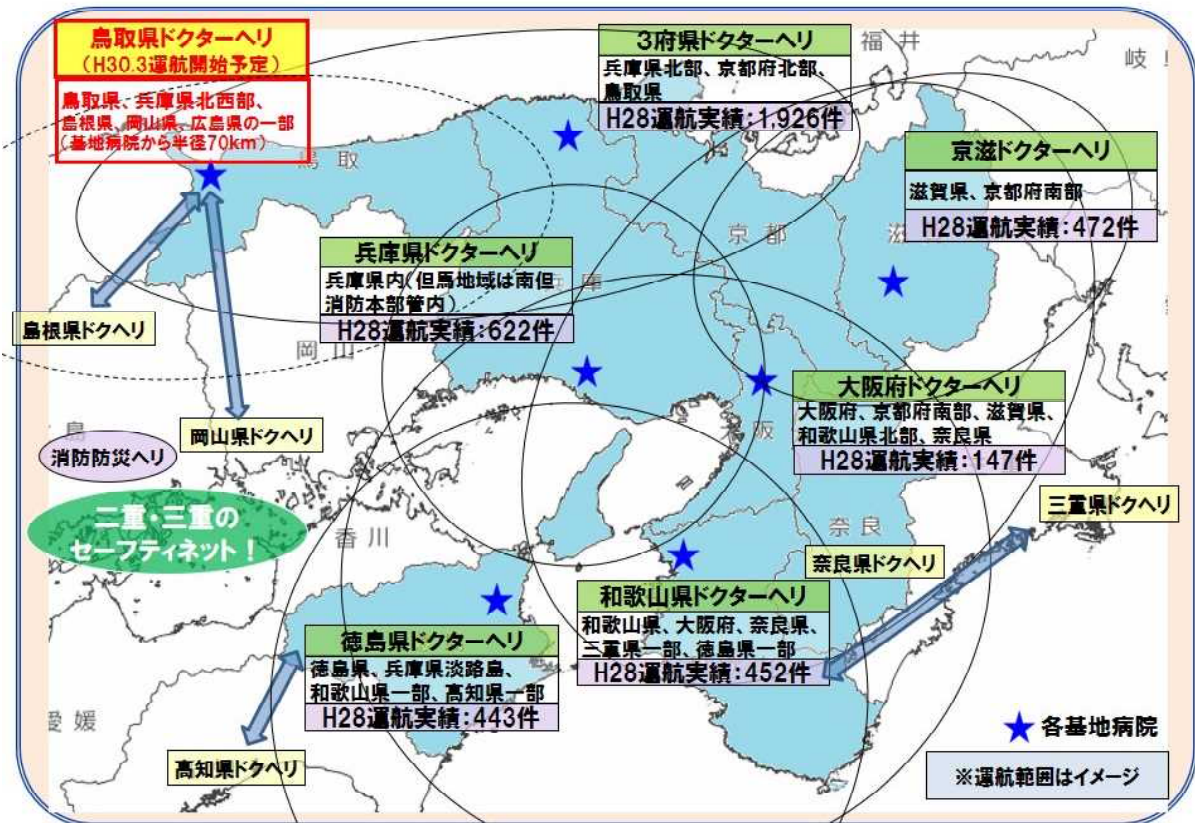 鳥取県ドクターヘリ
(H30.3運航開始予定)
鳥取県、兵庫県北西部、
島根県、岡山県、広島県の一部
(基地病院から半径70km)
3府県ドクターヘリ
兵庫県北部、京都府北部、
鳥取県
H28運航実績:1,926件
福井
岐
京滋ドクターヘリ
滋賀県、京都府南部
H28運航実績:472件
鳥取
京都
滋
兵庫県ドクターヘリ
兵庫県内(但馬地域は南但
消防本部管内)
H28運航実績:622件
庫
島根県ドクヘリ
岡山
大阪府ドクターヘリ
大阪府、京都府南部、滋賀県、
和歌山県北部、奈良県
H28運航実績:147件
阪
島
岡山県ドクヘリ
消防防災ヘリ
二重・三重の
セーフティネット!
香川
奈良
三重県ドクヘリ
奈良県ドクヘリ
和歌山県ドクターヘリ
和歌山県、大阪府、奈良県、
三重県一部、徳島県一部
H28運航実績:452件
徳島県ドクターヘリ
徳島県、兵庫県淡路島、
和歌山県一部、高知県一部
H28運航実績:443件
愛媛
高知県ドクヘリ
各基地病院
※運航範囲はイメージ